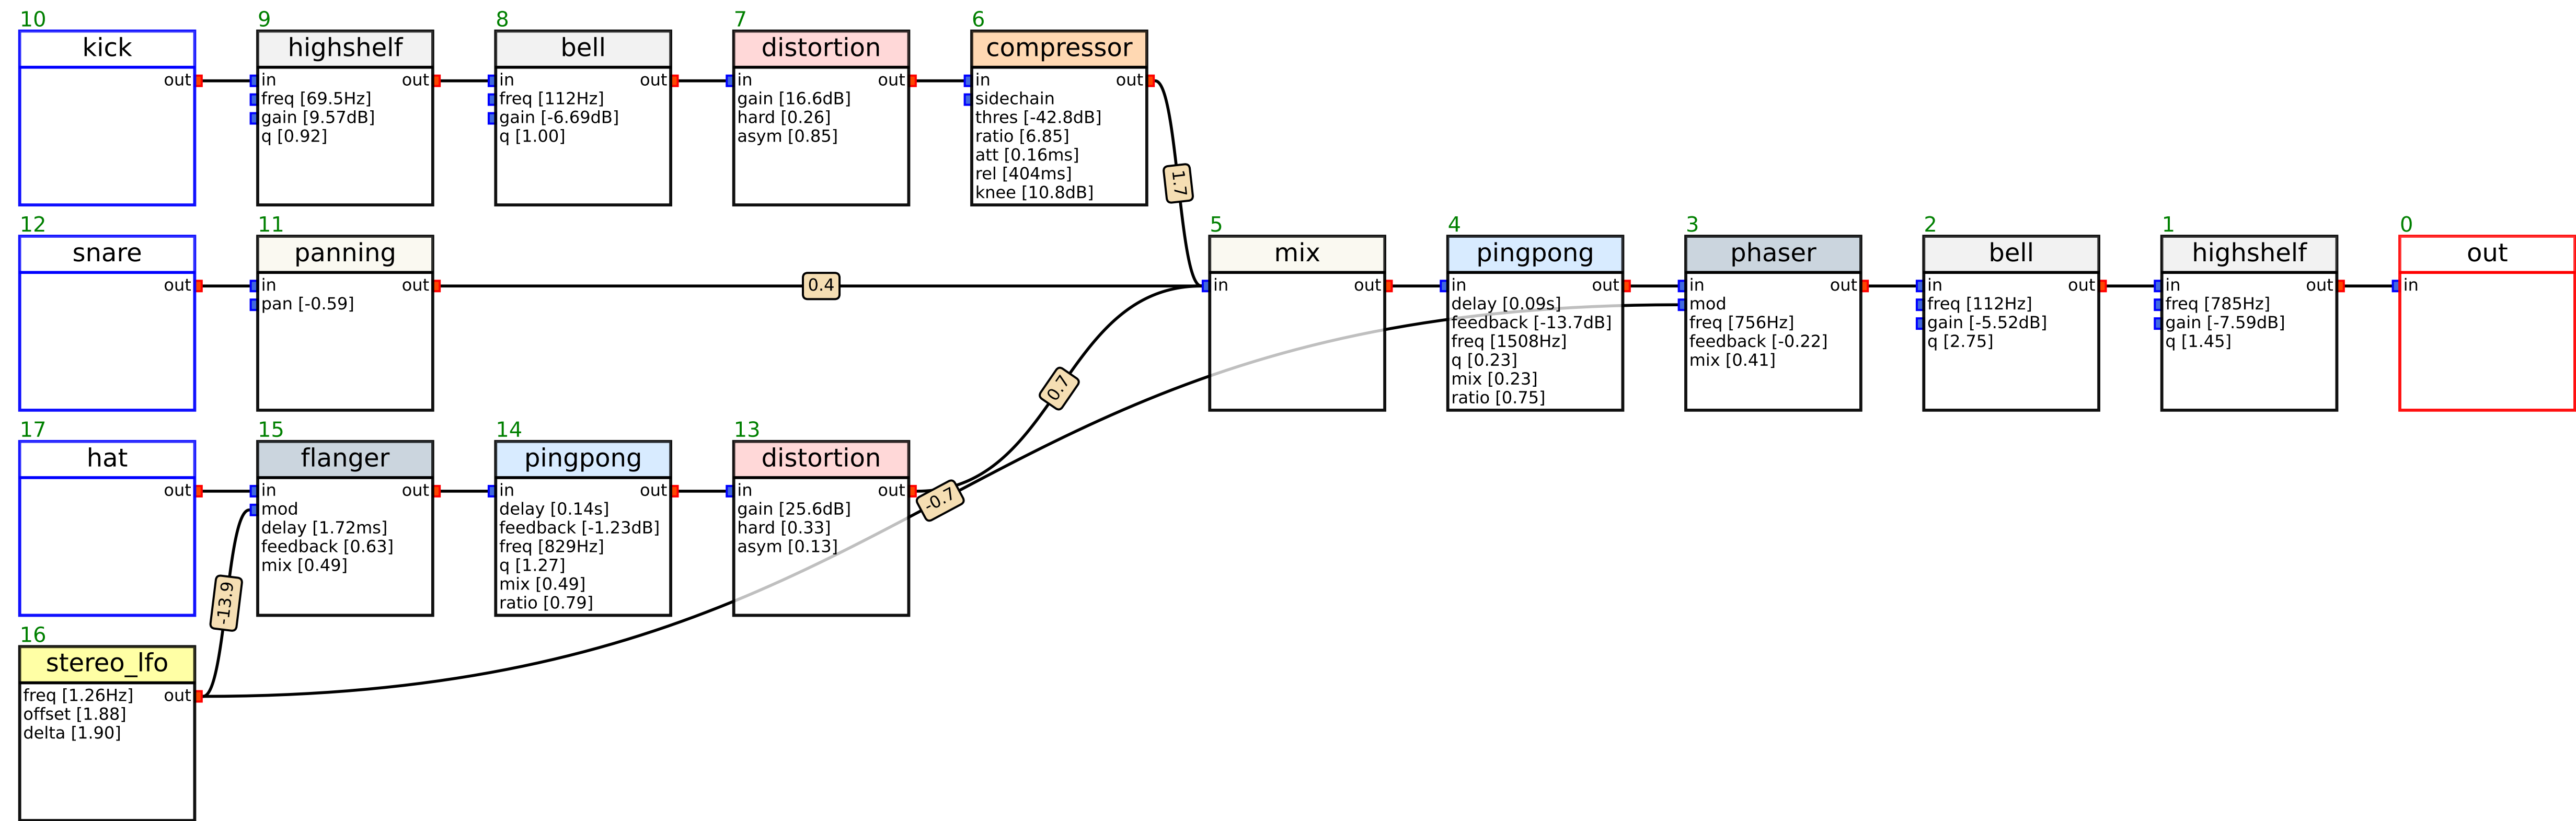 10
kick
out
9
highshelf
in out
freq [69.5Hz]
gain [9.57dB]
q [0.92]
8
bell
in out
freq [112Hz]
gain [-6.69dB]
q [1.00]
7
distortion
in out
gain [16.6dB]
hard [0.26]
asym [0.85]
6
compressor
in out
sidechain
thres [-42.8dB]
ratio [6.85]
att [0.16ms]
rel [404ms]
knee [10.8dB]
1.7
12
snare
out
11
panning
in out
pan [-0.59]
0.4
5
mix
in out
4
pingpong
in out
delay [0.09s]
feedback [-13.7dB]
freq [1508Hz]
q [0.23]
mix [0.23]
ratio [0.75]
3
phaser
in out
mod
freq [756Hz]
feedback [-0.22]
mix [0.41]
2
bell
in out
freq [112Hz]
gain [-5.52dB]
q [2.75]
1
highshelf
in out
freq [785Hz]
gain [-7.59dB]
q [1.45]
0
out
in
17
hat
out
15
flanger
in out
mod
delay [1.72ms]
feedback [0.63]
mix [0.49]
14
pingpong
in out
delay [0.14s]
feedback [-1.23dB]
freq [829Hz]
q [1.27]
mix [0.49]
ratio [0.79]
13
distortion
in out
gain [25.6dB]
hard [0.33]
asym [0.13]
0.7
-0.7
-13.9
16
stereo_lfo
freq [1.26Hz] out
offset [1.88]
delta [1.90]